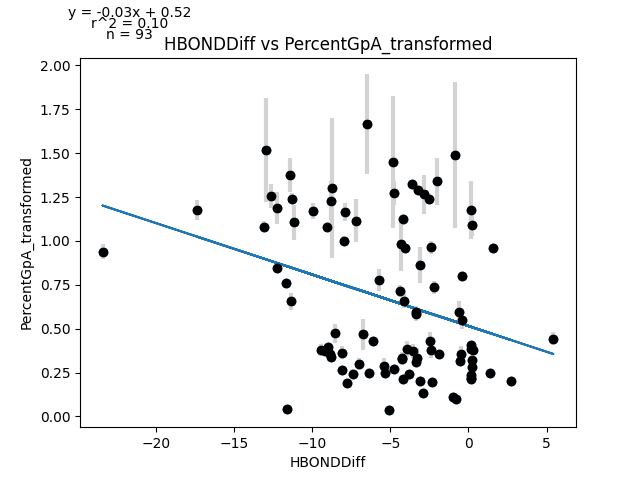 y = -0.03x + 0.52
r^2 = 0.10
n = 93
HBONDDiff vs PercentGpA_transformed
2.00
1.75
1.50
1.25
1.00
0.75
0.50
0.25
0.00
PercentGpA_transformed
−20
−15
−10
−5
0
5
HBONDDiff